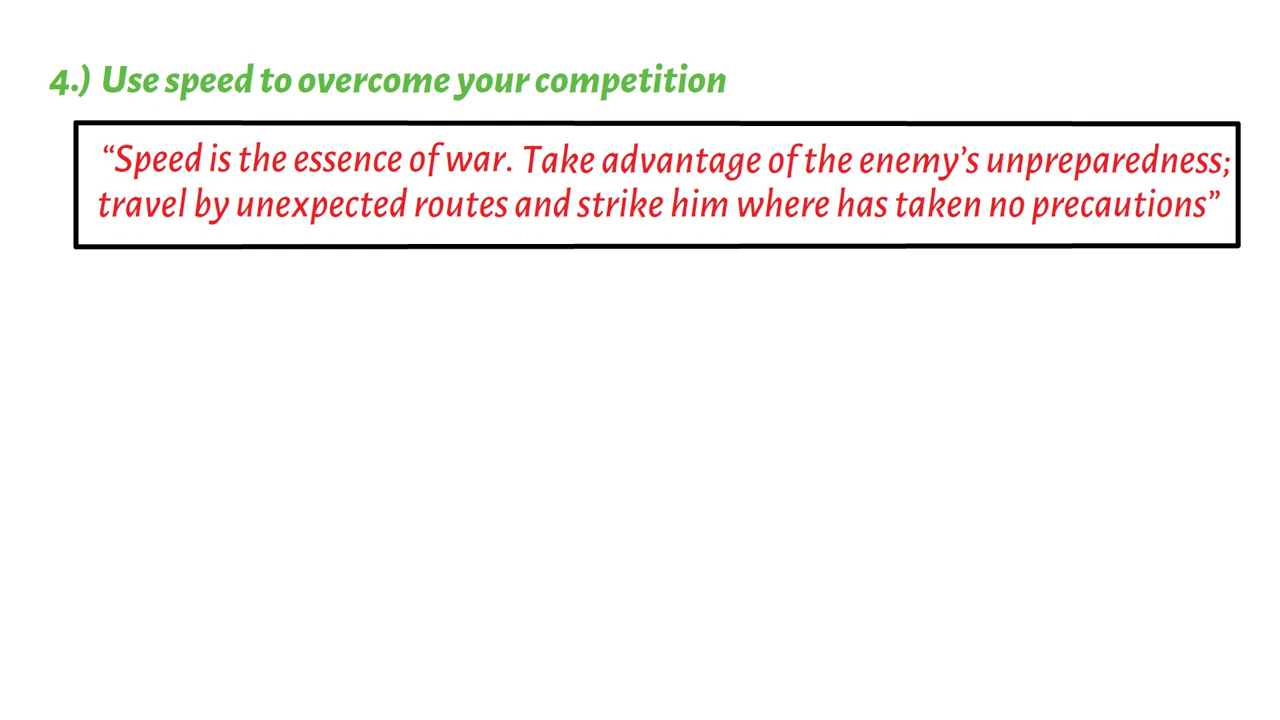 4.) Use speed to overcome your competition
“Speed is the essence of war. Take advantage of the enemy’s unpreparedness;
travel by unexpected routes and strike him where has taken no precautions”